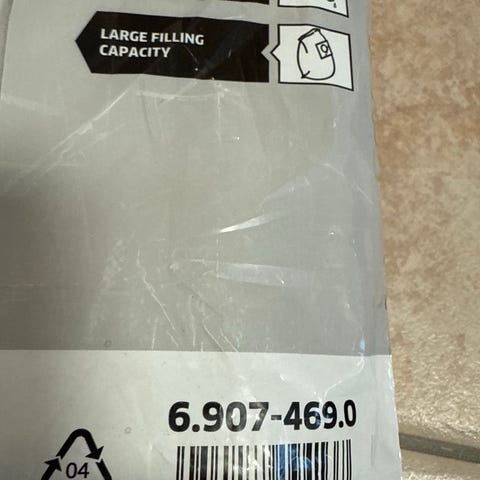 LARGE FILLING
CAPACITY
6.907-469.0
04